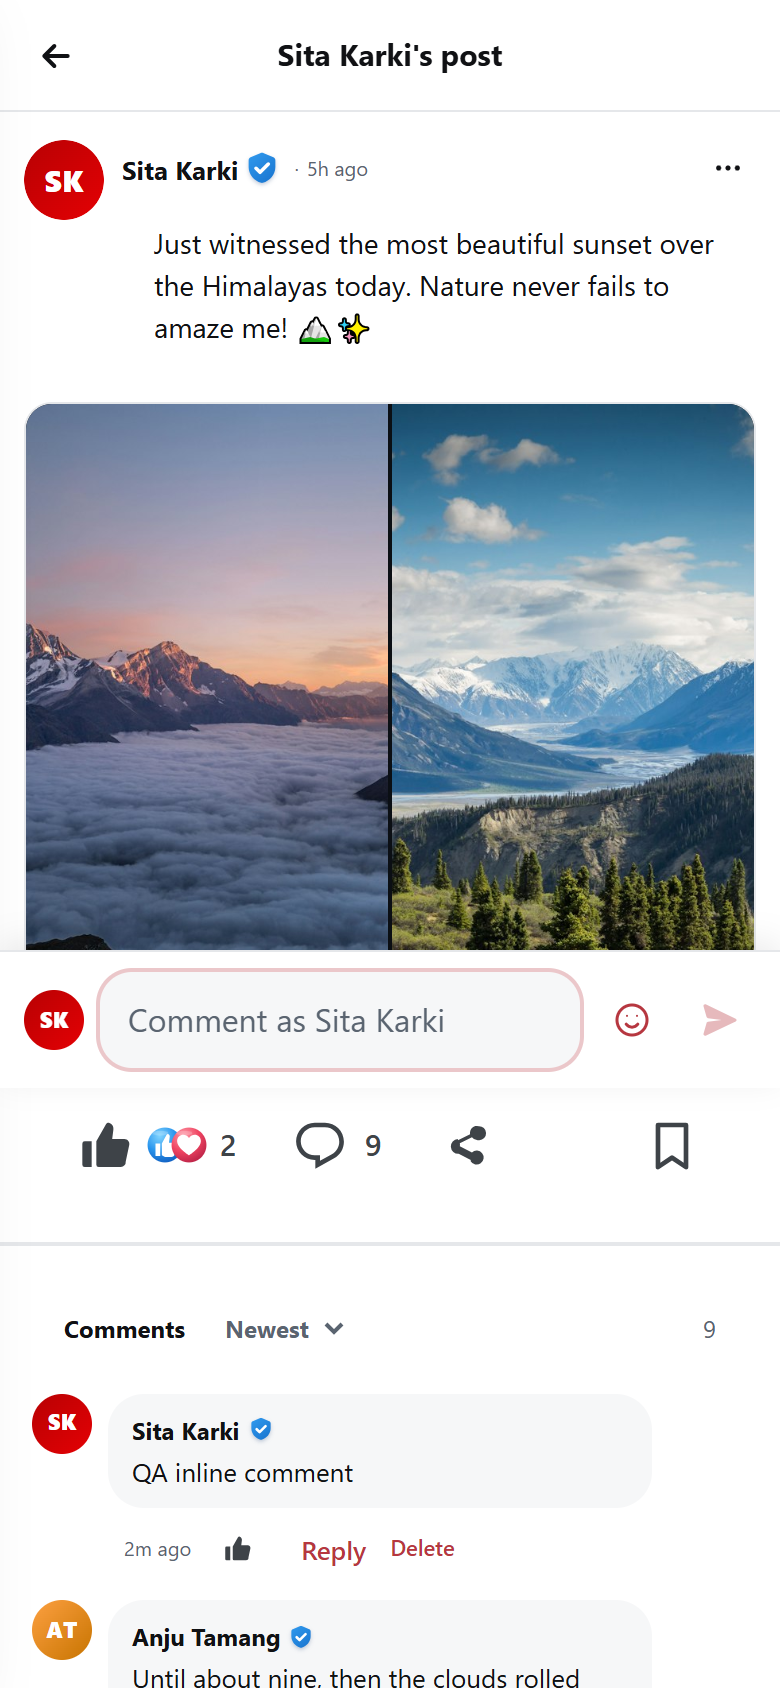 Sita Karki's post
SK
Sita Karki · 5h ago
Just witnessed the most beautiful sunset over
the Himalayas today. Nature never fails to
amaze me! 🏔️✨
SK
Comment as Sita Karki
2
9
Comments
Newest
9
SK
Sita Karki
QA inline comment
2m ago
Reply
Delete
AT
Anju Tamang
Until about nine, then the clouds rolled